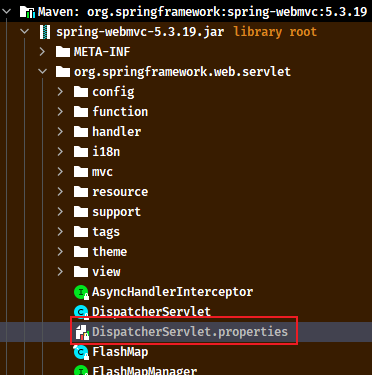 Maven: org.springframework:spring-webmvc:5.3.19
spring-webmvc-5.3.19.jar library root
META-INF
org.springframework.web.servlet
config
function
handler
i18n
mvc
resource
support
tags
theme
view
AsyncHandlerInterceptor
DispatcherServlet
DispatcherServlet.properties
FlashMap
FlashMapManager